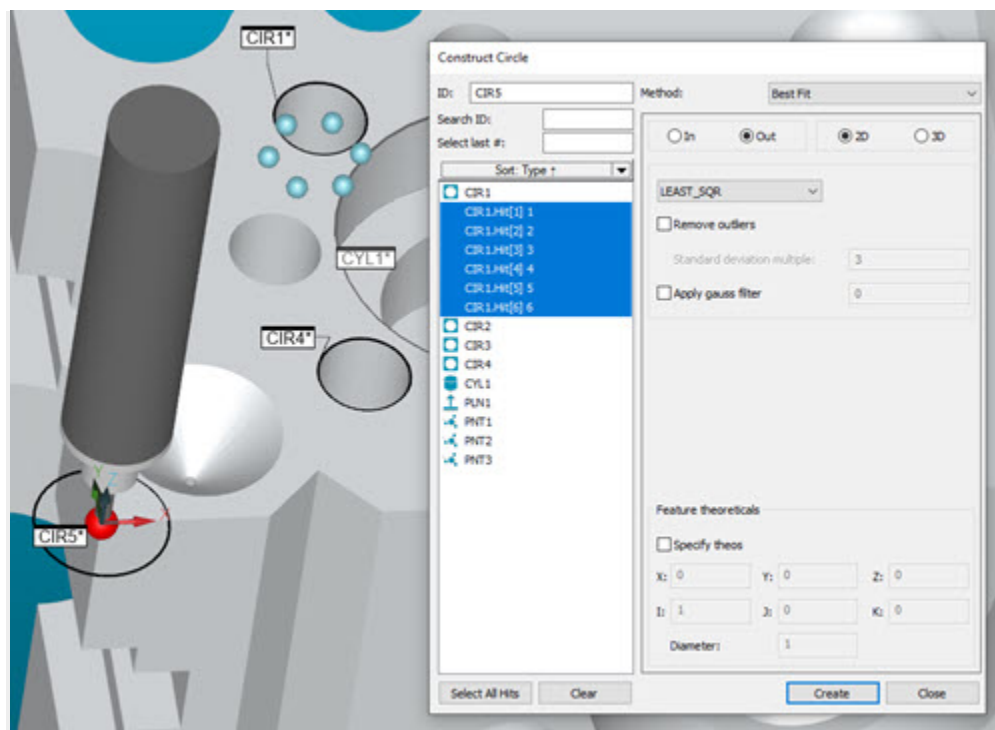 CIR1*
CYL1*
CIR4*
Y
Z
X
CIR5*
Construct Circle
ID: CIR5
Search ID:
Select last #:
Sort: Type ↑
CIR1
CIR1.Hit[1] 1
CIR1.Hit[2] 2
CIR1.Hit[3] 3
CIR1.Hit[4] 4
CIR1.Hit[5] 5
CIR1.Hit[6] 6
CIR2
CIR3
CIR4
CYL1
PLN1
PNT1
PNT2
PNT3
Select All Hits Clear
Method: Best Fit
In Out 2D 3D
LEAST_SQR
Remove outliers
Standard deviation multiple: 3
Apply gauss filter 0
Feature theoreticals
Specify theos
X: 0 Y: 0 Z: 0
I: 1 J: 0 K: 0
Diameter: 1
Create Close